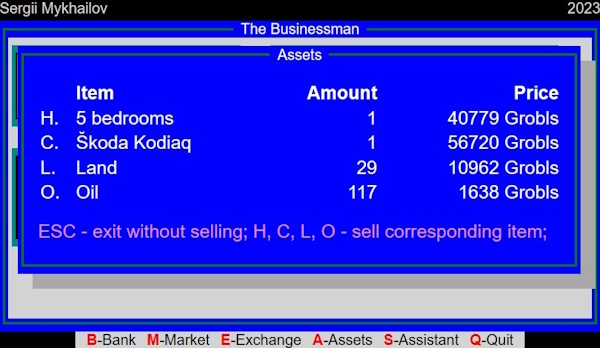 Sergii Mykhailov 2023
The Businessman
Assets
Item Amount Price
H. 5 bedrooms 1 40779 Grobls
C. Škoda Kodiaq 1 56720 Grobls
L. Land 29 10962 Grobls
O. Oil 117 1638 Grobls
ESC - exit without selling; H, C, L, O - sell corresponding item;
B-Bank M-Market E-Exchange A-Assets S-Assistant Q-Quit